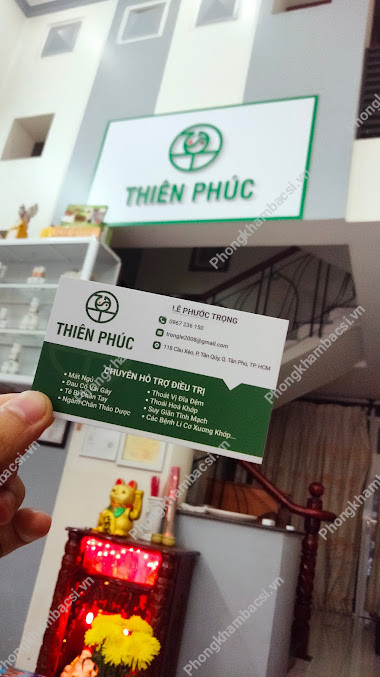 THIÊN PHÚC
THIÊN PHÚC
LÊ PHƯỚC TRỌNG
0967 236 150
trongle2008@gmail.com
118 Cầu Xéo, P. Tân Qúy, Q. Tân Phú, TP. HCM
CHUYÊN HỖ TRỢ ĐIỀU TRỊ
• Mất Ngủ
• Đau Cổ Vai Gáy
• Tê Bì Chân Tay
• Ngâm Chân Thảo Dược
• Thoát Vị Đĩa Đệm
• Thoái Hoá Khớp
• Suy Giãn Tĩnh Mạch
• Các Bệnh Lí Cơ Xương Khớp...
Phongkhambacsi.vn